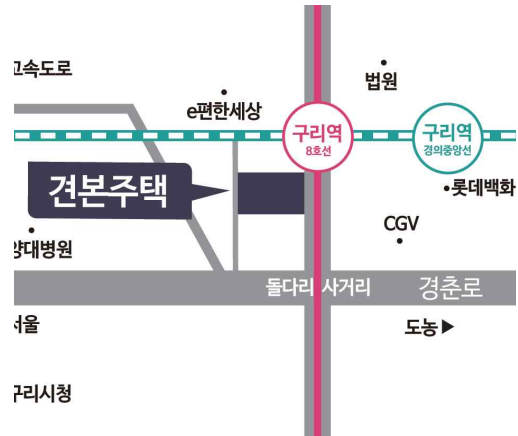 고속도로
법원
e편한세상
구리역
8호선
구리역
경의중앙선
견본주택
롯데백화
CGV
양대병원
돌다리 사거리
경춘로
서울
도농▶
구리시청